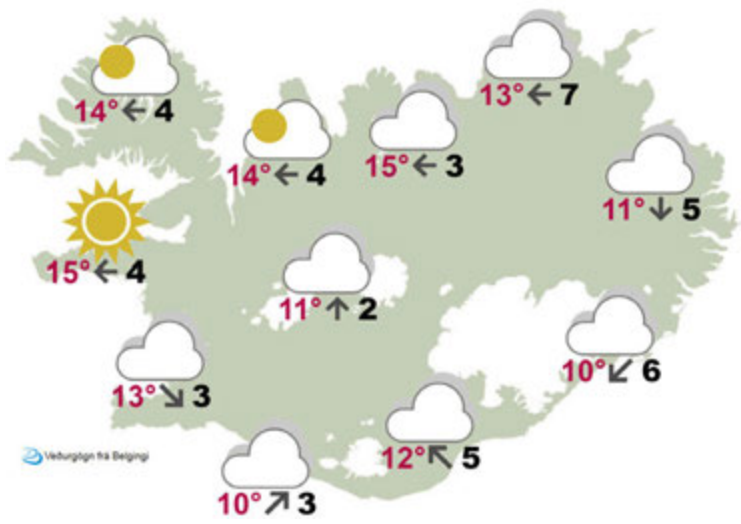 13° ← 7
14° ← 4
15° ← 3
14° ← 4
11° ↓ 5
15° ← 4
11° ↑ 2
10° ↙ 6
13° ↘ 3
12° ↖ 5
Veðurgögn frá Belgingi
10° ↗ 3